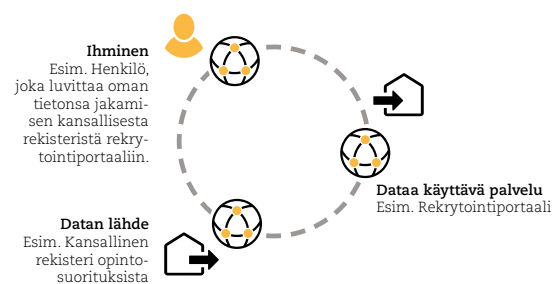 Ihminen
Esim. Henkilö,
joka luvittaa oman
tietonsa jakami-
sen kansallisesta
rekisteristä rekry-
tointiportaaliin.
Dataa käyttävä palvelu
Esim. Rekrytointiportaali
Datan lähde
Esim. Kansallinen
rekisteri opinto-
suorituksista